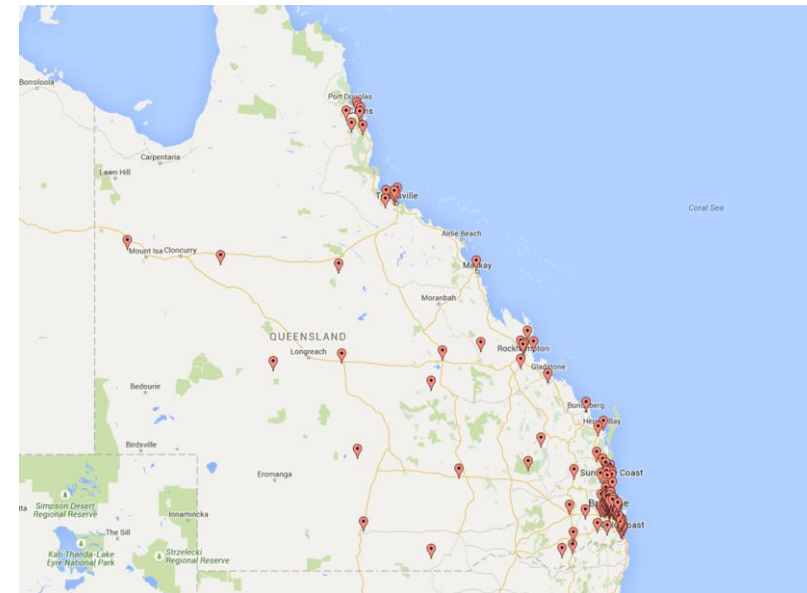 Borroloola
Port Douglas
Carpentaria
Lawn Hill
Coral Sea
Airlie Beach
Mount Isa
Cloncurry
Mackay
Moranbah
QUEENSLAND
Longreach
Rockhampton
Gladstone
Bedourie
Birdsville
Eromanga
Simpson Desert
Regional Reserve
Innamincka
The Sill
Kati Thanda-Lake
Eyre National Park
Strzelecki
Regional Reserve